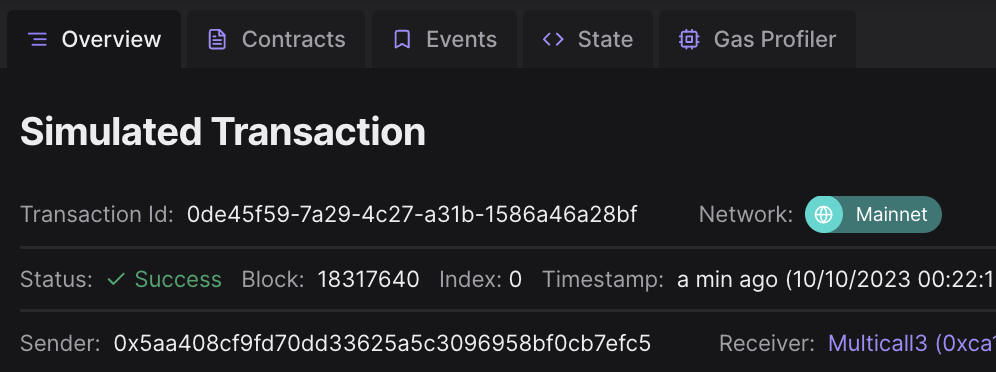 Overview Contracts Events State Gas Profiler
Simulated Transaction
Transaction Id: 0de45f59-7a29-4c27-a31b-1586a46a28bf Network: Mainnet
Status: Success Block: 18317640 Index: 0 Timestamp: a min ago (10/10/2023 00:22:1
Sender: 0x5aa408cf9fd70dd33625a5c3096958bf0cb7efc5 Receiver: Multicall3 (0xca1